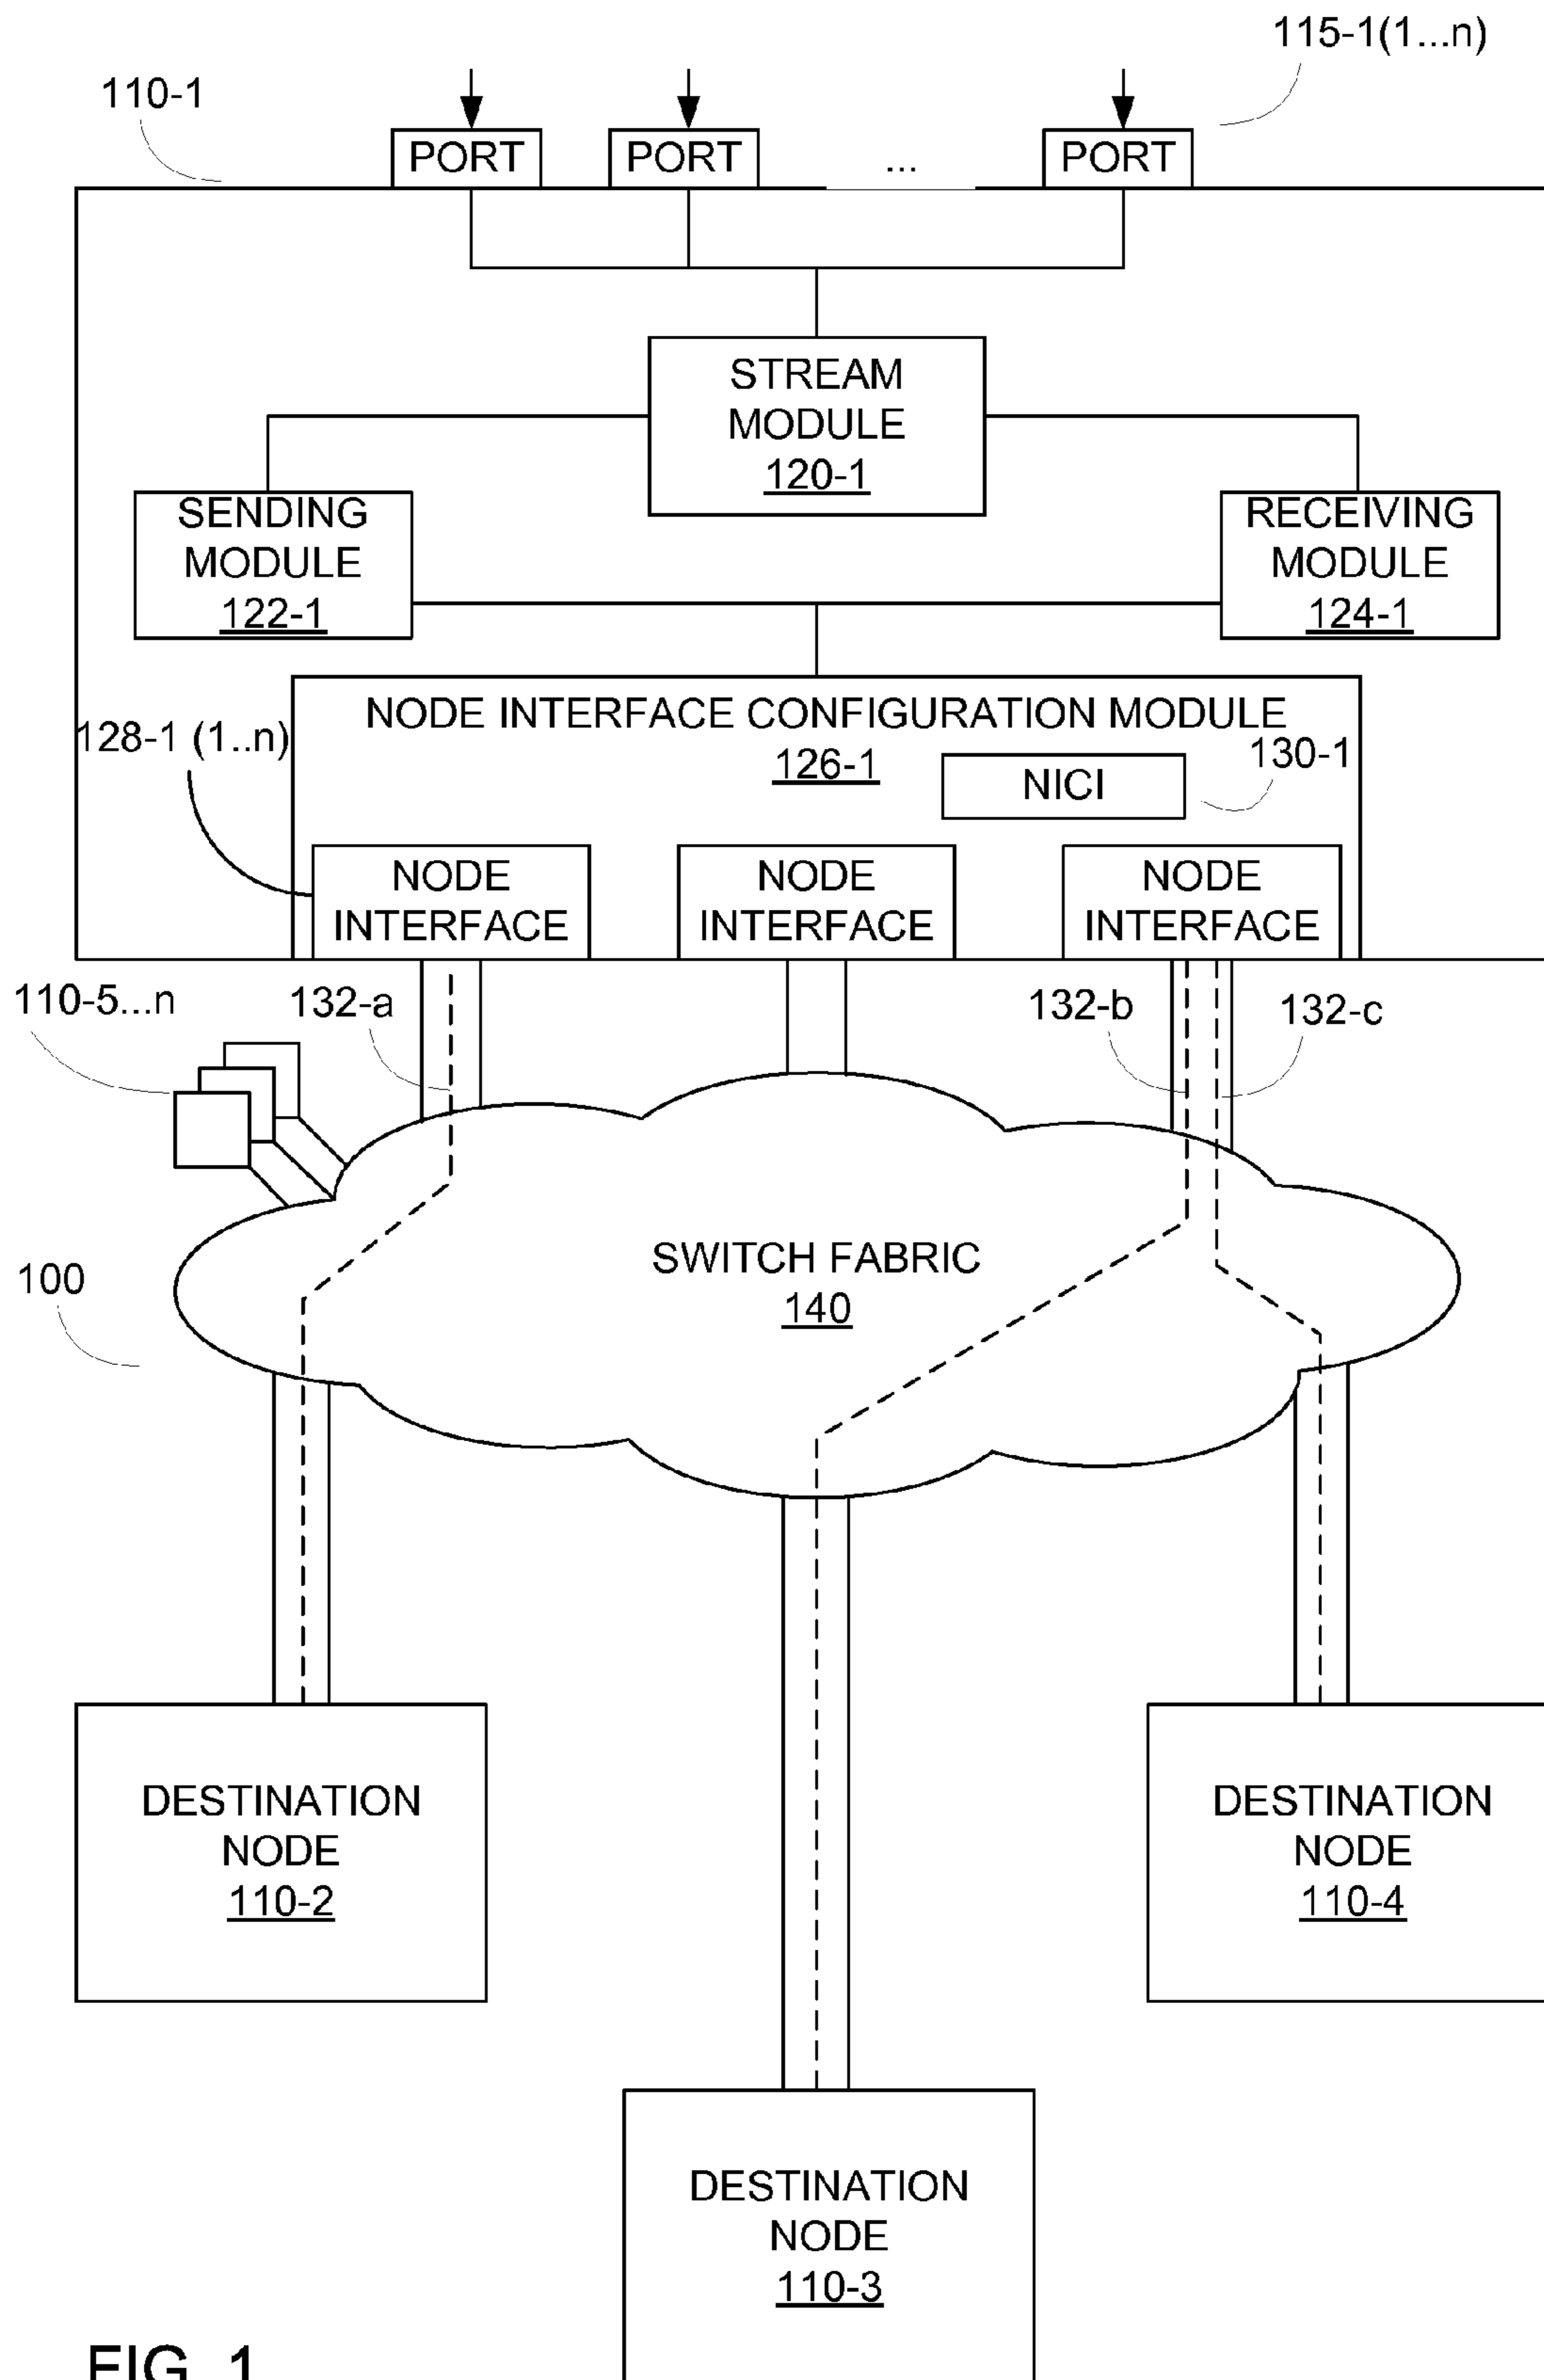 115-1(1...n)
110-1
PORT
PORT
...
PORT
STREAM
MODULE
120-1
SENDING
MODULE
122-1
RECEIVING
MODULE
124-1
NODE INTERFACE CONFIGURATION MODULE
126-1
128-1 (1..n)
130-1
NICI
NODE
INTERFACE
NODE
INTERFACE
NODE
INTERFACE
110-5...n
132-a
132-b
132-c
SWITCH FABRIC
140
100
DESTINATION
NODE
110-2
DESTINATION
NODE
110-4
DESTINATION
NODE
110-3
FIG. 1